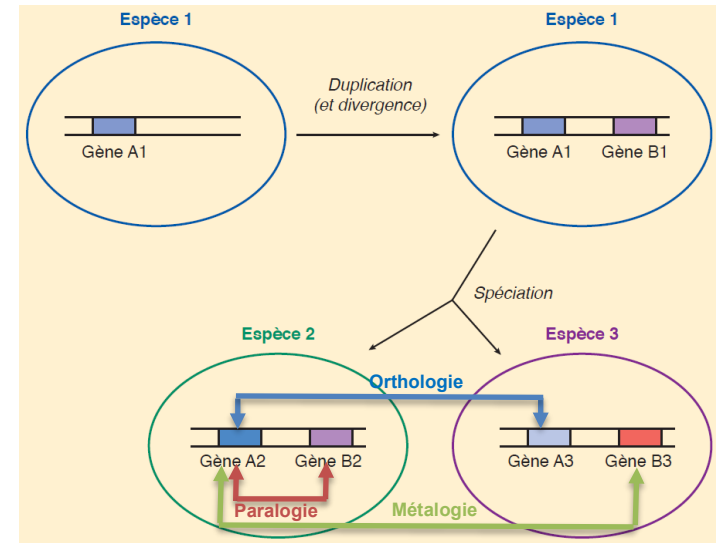 Espèce 1
Espèce 1
Duplication
(et divergence)
Gène A1
Gène A1
Gène B1
Spéciation
Espèce 2
Espèce 3
Orthologie
Gène A2
Gène B2
Gène A3
Gène B3
Paralogie
Métalogie